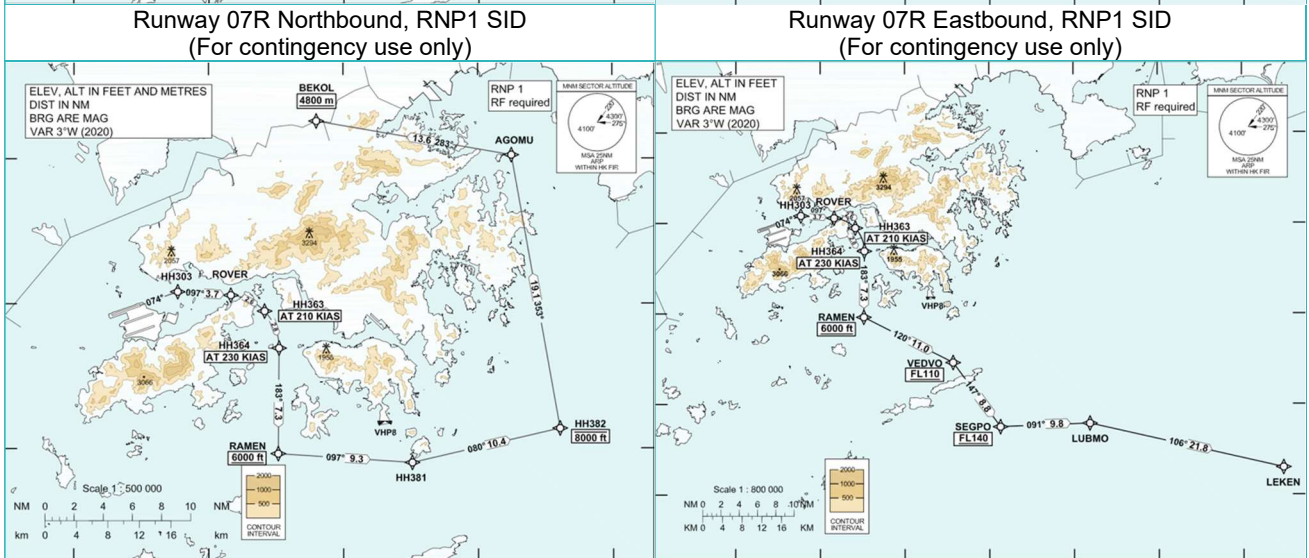 Runway 07R Northbound, RNP1 SID
(For contingency use only)
ELEV, ALT IN FEET AND METRES
DIST IN NM
BRG ARE MAG
VAR 3°W (2020)
BEKOL
4800 m
RNP 1
RF required
MNM SECTOR ALTITUDE
4300'
275°
4100'
MSA 25NM
ARP
WITHIN HK FIR
13.6 283°
AGOMU
3294
2057
HH303
ROVER
074°
097° 3.7
HH363
AT 210 KIAS
19.1 353°
HH364
AT 230 KIAS
3066
183° 7.3
VHP8
HH382
8000 ft
080° 10.4
RAMEN
6000 ft
097° 9.3
HH381
2000
1000
500
CONTOUR
INTERVAL
Scale 1 : 500 000
NM 0 2 4 6 8 10 NM
km 0 4 8 12 16 km
Runway 07R Eastbound, RNP1 SID
(For contingency use only)
ELEV, ALT IN FEET
DIST IN NM
BRG ARE MAG
VAR 3°W (2020)
RNP 1
RF required
MNM SECTOR ALTITUDE
4300'
275°
4100'
MSA 25NM
ARP
WITHIN HK FIR
3294
2057
HH303
ROVER
074°
097°
3.7
HH363
AT 210 KIAS
HH364
AT 230 KIAS
1955
3066
183° 7.3
VHP8
RAMEN
6000 ft
120° 11.0
VEDVO
FL110
147° 8.8
SEGPO
FL140
091° 9.8
LUBMO
106° 21.8
LEKEN
2000
1000
500
CONTOUR
INTERVAL
Scale 1 : 800 000
NM 0 2 4 6 8 10 NM
KM 0 4 8 12 16 KM